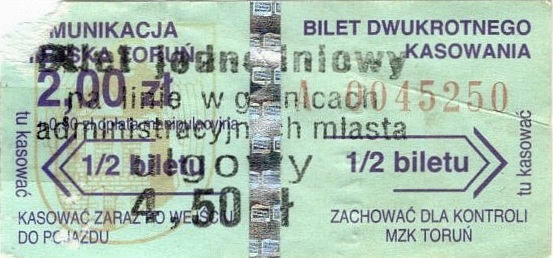 MUNIKACJA
MIEJSKA TORUŃ
2,00 zł
+0,50 zł opłata manipulacyjna
tu kasować
1/2 biletu
KASOWAĆ ZARAZ PO WEJŚCIU
DO POJAZDU
BILET DWUKROTNEGO
KASOWANIA
A 0045250
1/2 biletu
tu kasować
ZACHOWAĆ DLA KONTROLI
MZK TORUŃ
Bilet jednoliniowy
na linie w granicach
administracyjnych miasta
ulgowy
4,50 zł